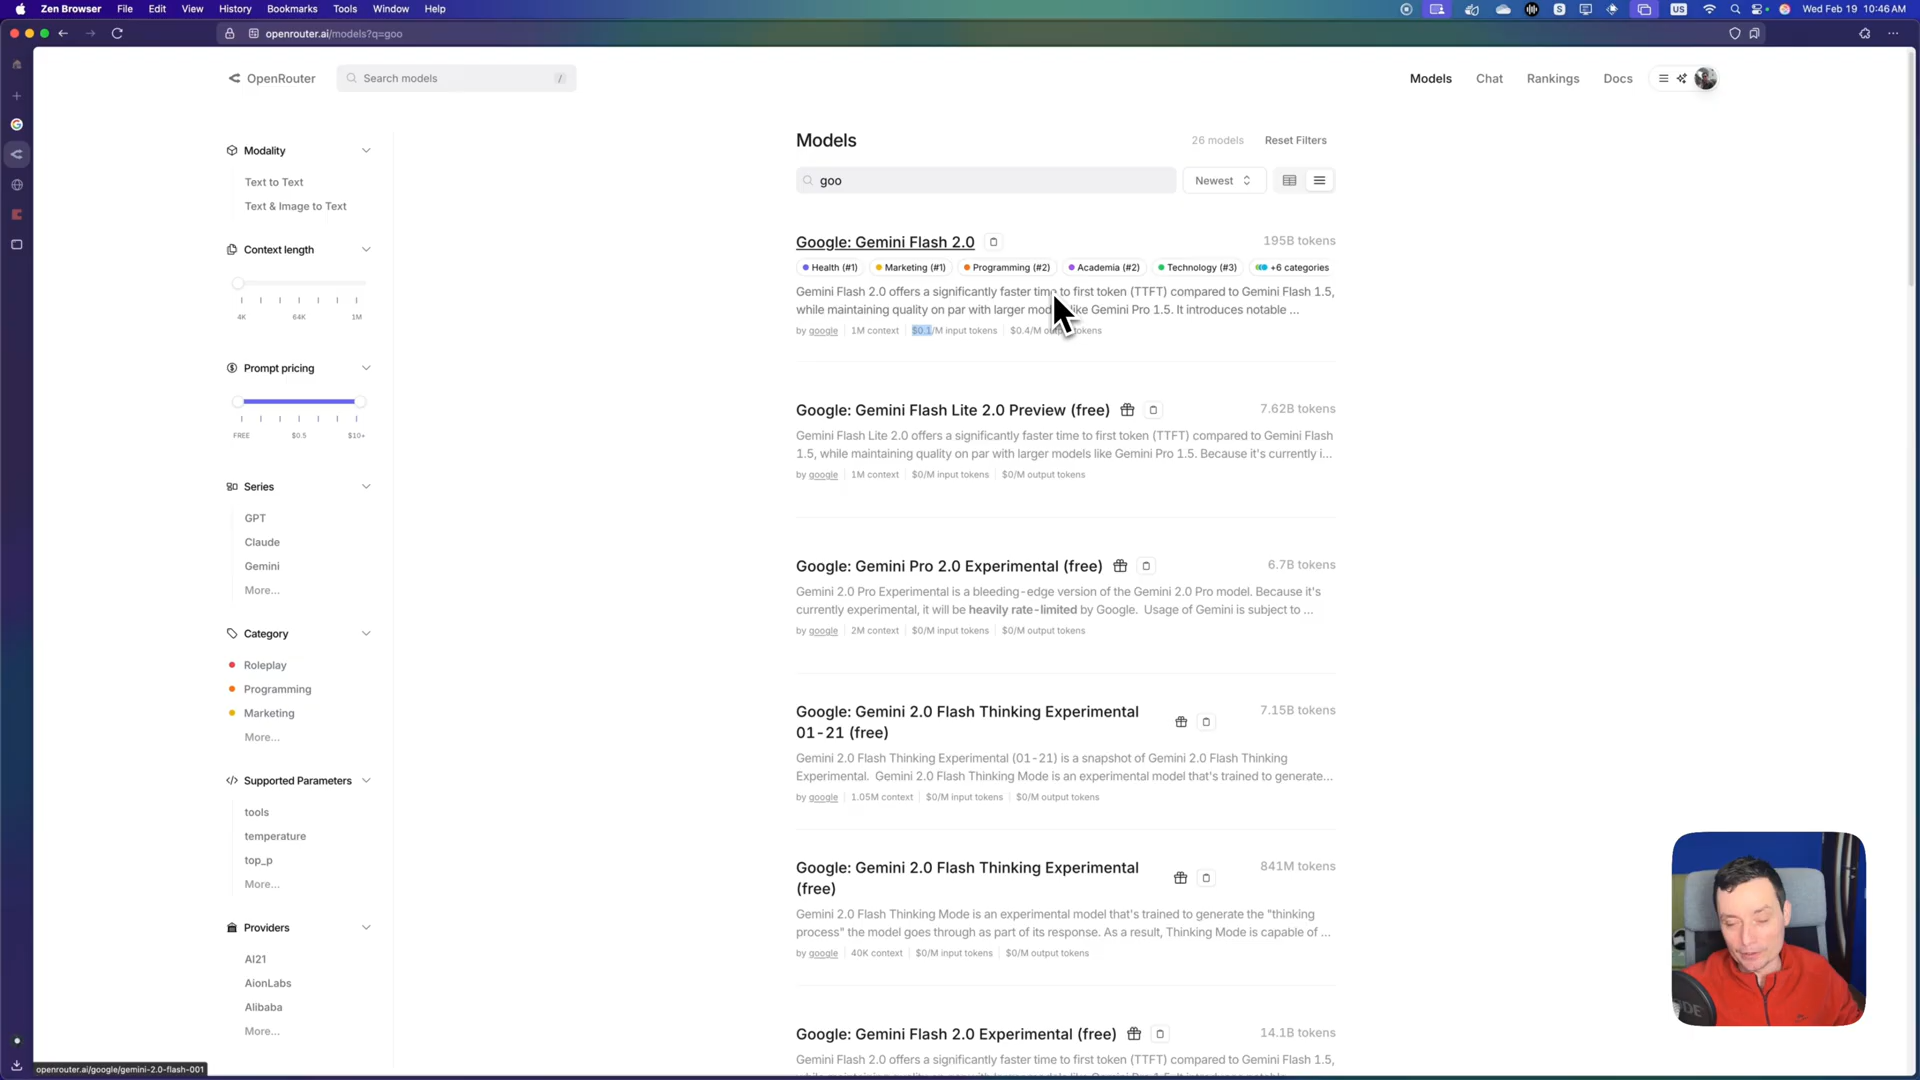 Zen Browser File Edit View History Bookmarks Tools Window Help
US Wed Feb 19 10:46 AM
openrouter.ai/models?q=goo
OpenRouter
Search models /
Models Chat Rankings Docs
Modality
Text to Text
Text & Image to Text
Context length
4K 64K 1M
Prompt pricing
FREE $0.5 $10+
Series
GPT
Claude
Gemini
More...
Category
Roleplay
Programming
Marketing
More...
Supported Parameters
tools
temperature
top_p
More...
Providers
AI21
AionLabs
Alibaba
More...
Models 26 models Reset Filters
goo Newest
Google: Gemini Flash 2.0 195B tokens
Health (#1) Marketing (#1) Programming (#2) Academia (#2) Technology (#3) +6 categories
Gemini Flash 2.0 offers a significantly faster time to first token (TTFT) compared to Gemini Flash 1.5,
while maintaining quality on par with larger like Gemini Pro 1.5. It introduces notable ...
by google 1M context $0.1/M input tokens $0.4/M tokens
Google: Gemini Flash Lite 2.0 Preview (free) 7.62B tokens
Gemini Flash Lite 2.0 offers a significantly faster time to first token (TTFT) compared to Gemini Flash
1.5, while maintaining quality on par with larger models like Gemini Pro 1.5. Because it's currently i...
by google 1M context $0/M input tokens $0/M output tokens
Google: Gemini Pro 2.0 Experimental (free) 6.7B tokens
Gemini 2.0 Pro Experimental is a bleeding-edge version of the Gemini 2.0 Pro model. Because it's
currently experimental, it will be heavily rate-limited by Google. Usage of Gemini is subject to ...
by google 2M context $0/M input tokens $0/M output tokens
Google: Gemini 2.0 Flash Thinking Experimental 7.15B tokens
01-21 (free)
Gemini 2.0 Flash Thinking Experimental (01-21) is a snapshot of Gemini 2.0 Flash Thinking
Experimental. Gemini 2.0 Flash Thinking Mode is an experimental model that's trained to generate...
by google 1.05M context $0/M input tokens $0/M output tokens
Google: Gemini 2.0 Flash Thinking Experimental 841M tokens
(free)
Gemini 2.0 Flash Thinking Mode is an experimental model that's trained to generate the "thinking
process" the model goes through as part of its response. As a result, Thinking Mode is capable of ...
by google 40K context $0/M input tokens $0/M output tokens
Google: Gemini Flash 2.0 Experimental (free) 14.1B tokens
Gemini Flash 2.0 offers a significantly faster time to first token (TTFT) compared to Gemini Flash 1.5,
openrouter.ai/google/gemini-2.0-flash-001